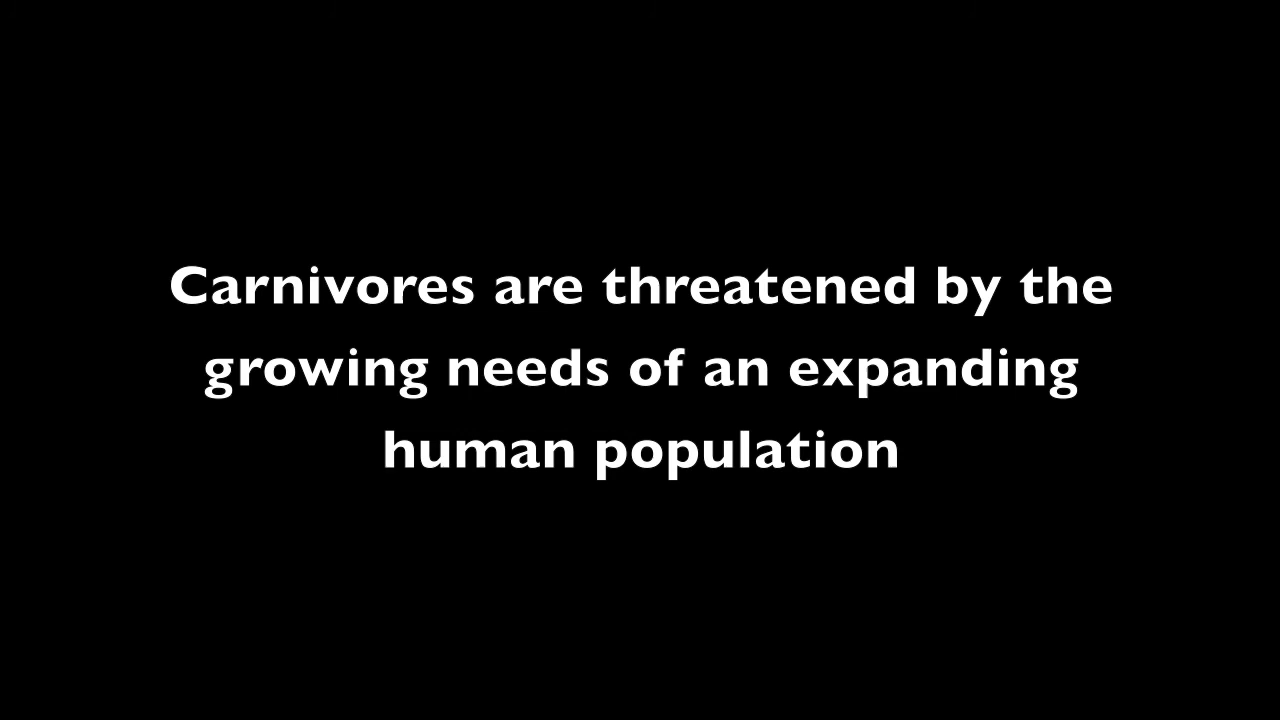 Carnivores are threatened by the
growing needs of an expanding
human population